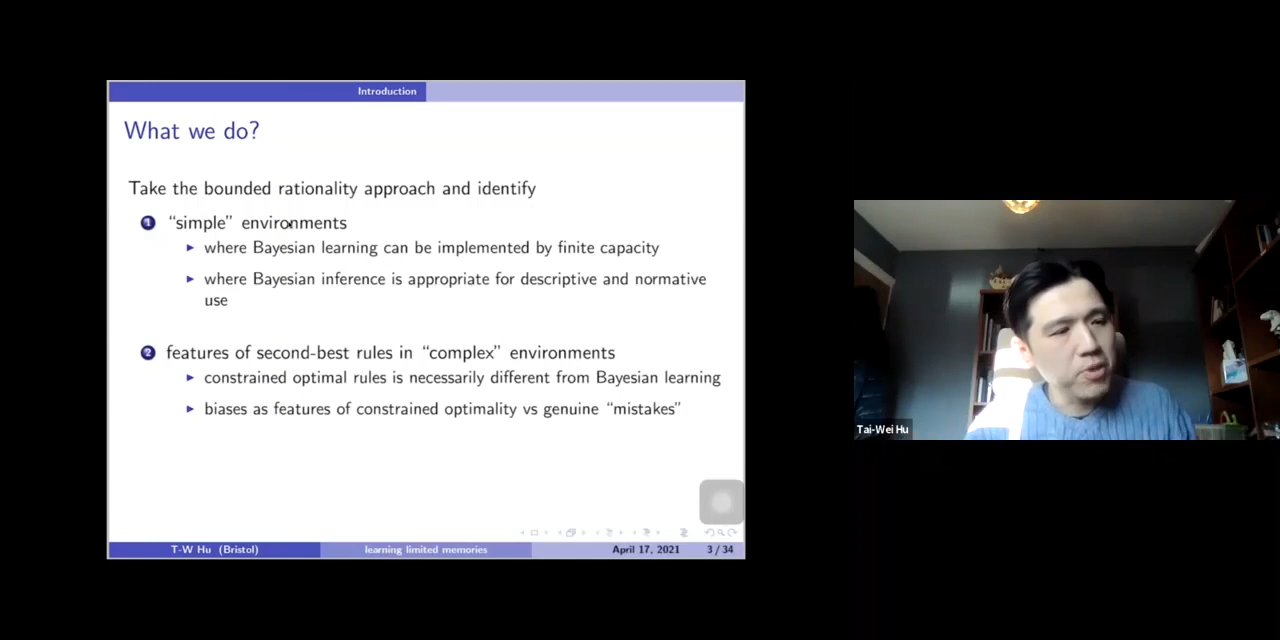 Introduction
What we do?
Take the bounded rationality approach and identify
1 “simple” environments
where Bayesian learning can be implemented by finite capacity
where Bayesian inference is appropriate for descriptive and normative
use
2 features of second-best rules in “complex” environments
constrained optimal rules is necessarily different from Bayesian learning
biases as features of constrained optimality vs genuine “mistakes”
T-W Hu (Bristol) learning limited memories April 17, 2021 3 / 34
Tai-Wei Hu